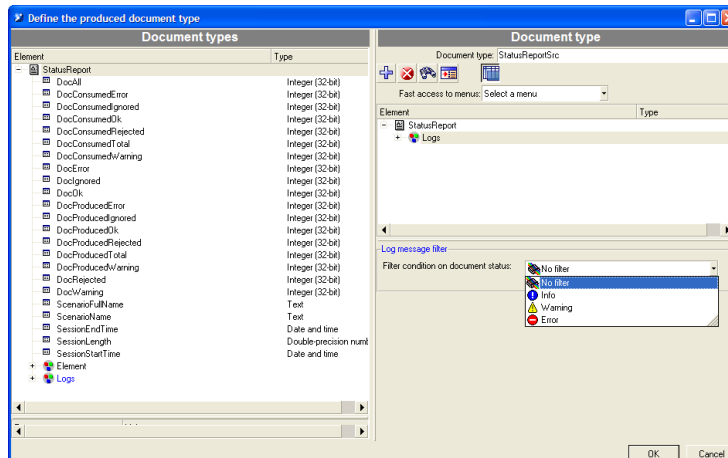 Define the produced document type
Document types
Element Type
StatusReport
DocAll Integer (32-bit)
DocConsumedError Integer (32-bit)
DocConsumedIgnored Integer (32-bit)
DocConsumedOk Integer (32-bit)
DocConsumedRejected Integer (32-bit)
DocConsumedTotal Integer (32-bit)
DocConsumedWarning Integer (32-bit)
DocError Integer (32-bit)
DocIgnored Integer (32-bit)
DocOk Integer (32-bit)
DocProducedError Integer (32-bit)
DocProducedIgnored Integer (32-bit)
DocProducedOk Integer (32-bit)
DocProducedRejected Integer (32-bit)
DocProducedTotal Integer (32-bit)
DocProducedWarning Integer (32-bit)
DocRejected Integer (32-bit)
DocWarning Integer (32-bit)
ScenarioFullName Text
ScenarioName Text
SessionEndTime Date and time
SessionLength Double-precision numb
SessionStartTime Date and time
Element
Logs
Document type
Document type: StatusReportSrc
Fast access to menus: Select a menu
Element Type
StatusReport
Logs
Log message filter
Filter condition on document status: No filter
No filter
Info
Warning
Error
OK Cancel